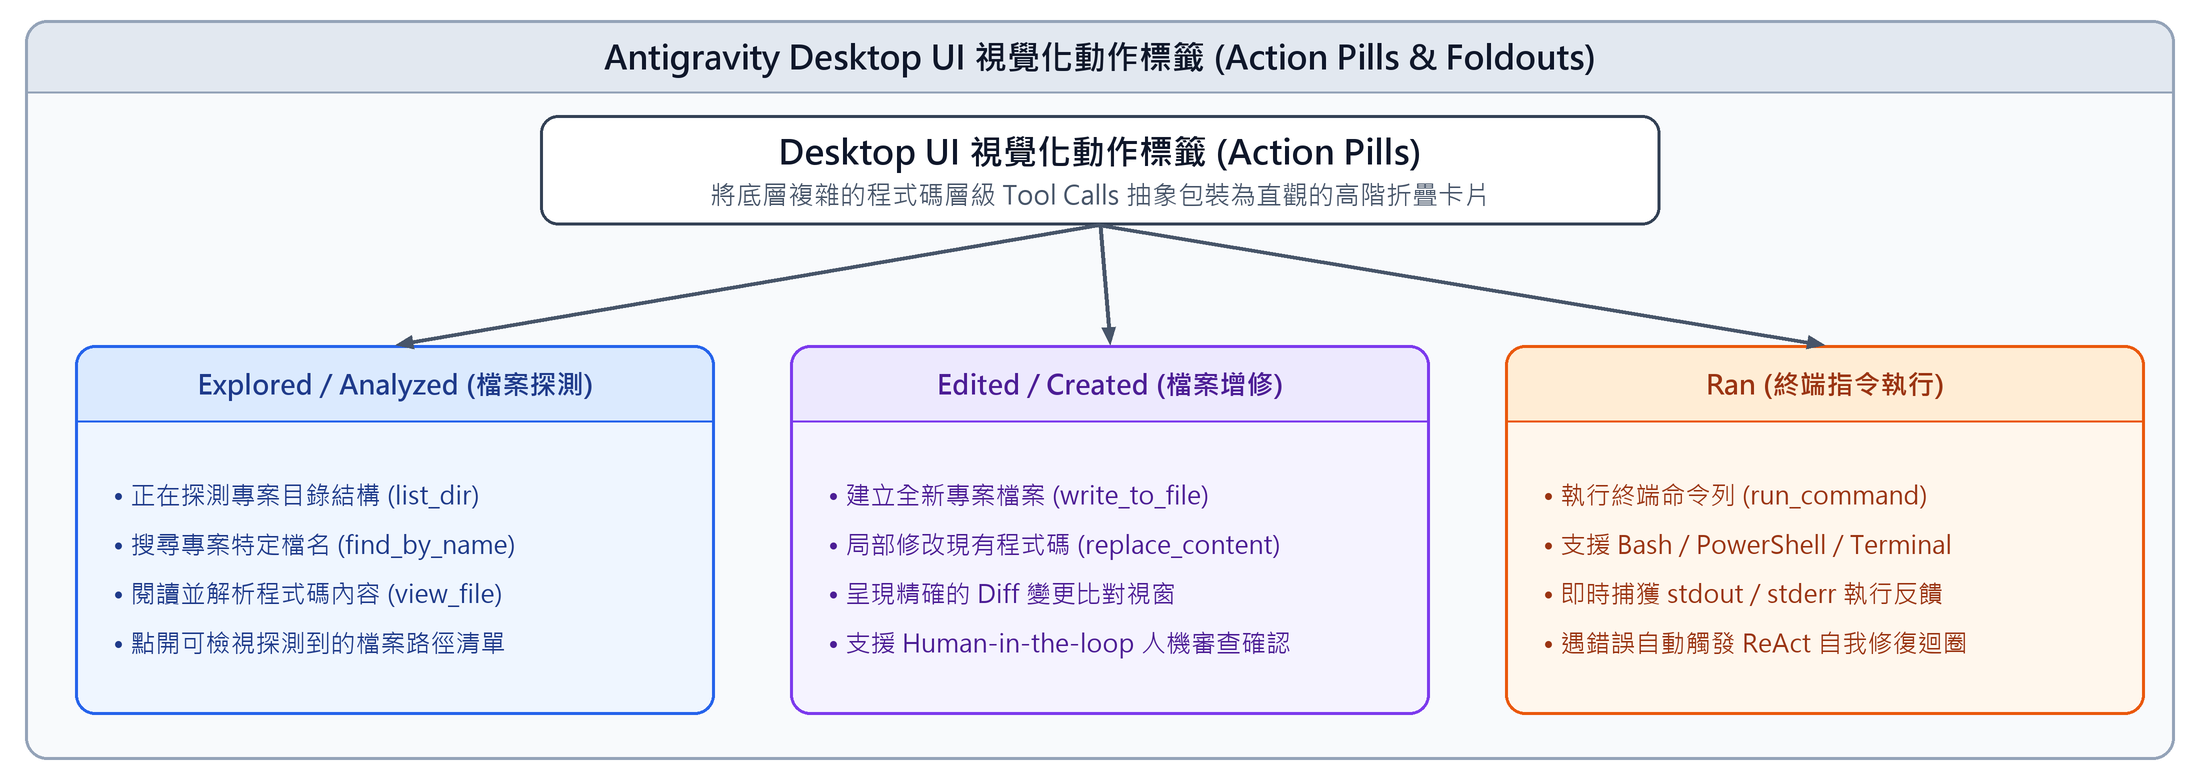 Antigravity Desktop UI 視覺化動作標籤 (Action Pills & Foldouts)
Desktop UI 視覺化動作標籤 (Action Pills)
將底層複雜的程式碼層級 Tool Calls 抽象包裝為直觀的高階折疊卡片
Explored / Analyzed (檔案探測)
• 正在探測專案目錄結構 (list_dir)
• 搜尋專案特定檔名 (find_by_name)
• 閱讀並解析程式碼內容 (view_file)
• 點開可檢視探測到的檔案路徑清單
Edited / Created (檔案增修)
• 建立全新專案檔案 (write_to_file)
• 局部修改現有程式碼 (replace_content)
• 呈現精確的 Diff 變更比對視窗
• 支援 Human-in-the-loop 人機審查確認
Ran (終端指令執行)
• 執行終端命令列 (run_command)
• 支援 Bash / PowerShell / Terminal
• 即時捕獲 stdout / stderr 執行反饋
• 遇錯誤自動觸發 ReAct 自我修復迴圈